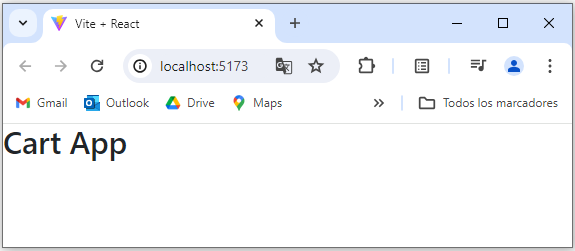 Vite + React
localhost:5173
Gmail Outlook Drive Maps » Todos los marcadores
Cart App